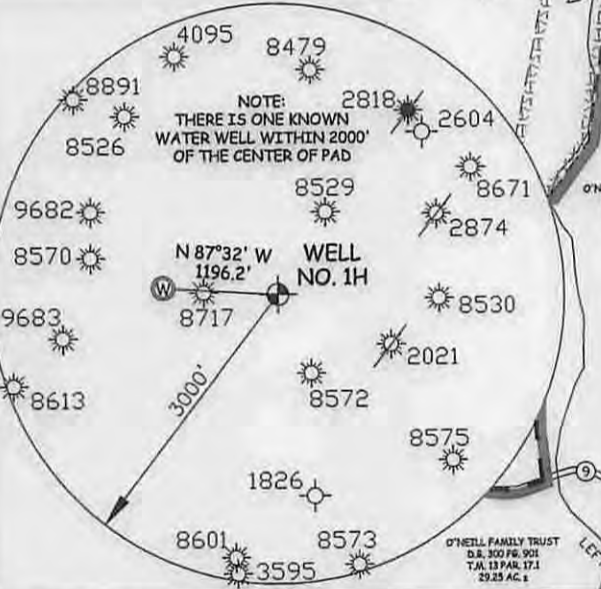 4095
8479
8891
NOTE:
THERE IS ONE KNOWN
WATER WELL WITHIN 2000'
OF THE CENTER OF PAD
2818
2604
8526
8671
O'N
8529
9682
2874
8570
N 87°32' W
1196.2'
WELL
NO. 1H
W
8717
8530
9683
2021
8613
3000'
8572
8575
1826
9
8601
8573
3595
O'NEILL FAMILY TRUST
D.B. 300 PG. 901
T.M. 13 PAR. 17.1
29.25 AC. ±
LEF